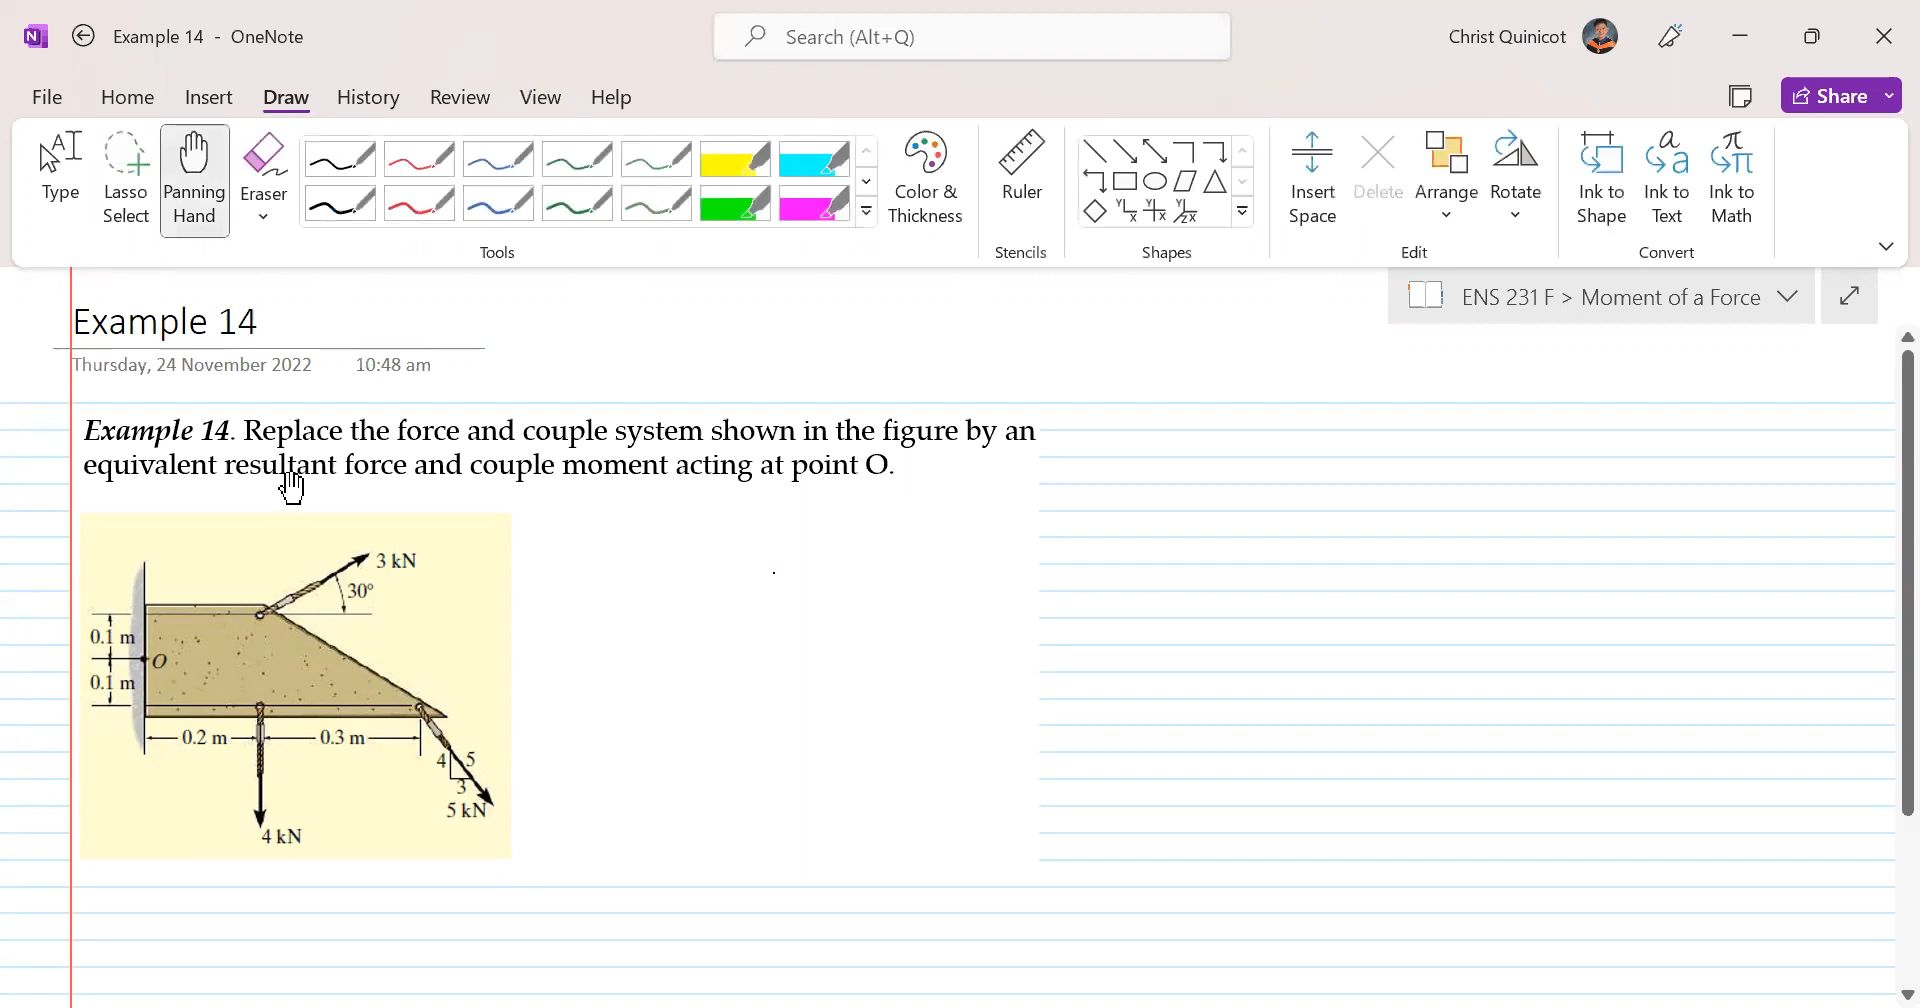 Example 14 - OneNote
Search (Alt+Q)
Christ Quinicot
File Home Insert Draw History Review View Help
Share
Type
Lasso Select
Panning Hand
Eraser
Color & Thickness
Ruler
Insert Space
Delete
Arrange
Rotate
Ink to Shape
Ink to Text
Ink to Math
Tools
Stencils
Shapes
Edit
Convert
ENS 231 F > Moment of a Force
Example 14
Thursday, 24 November 2022 10:48 am
Example 14. Replace the force and couple system shown in the figure by an
equivalent resultant force and couple moment acting at point O.
3 kN
30°
0.1 m
O
0.1 m
0.2 m
0.3 m
4
5
3
5 kN
4 kN